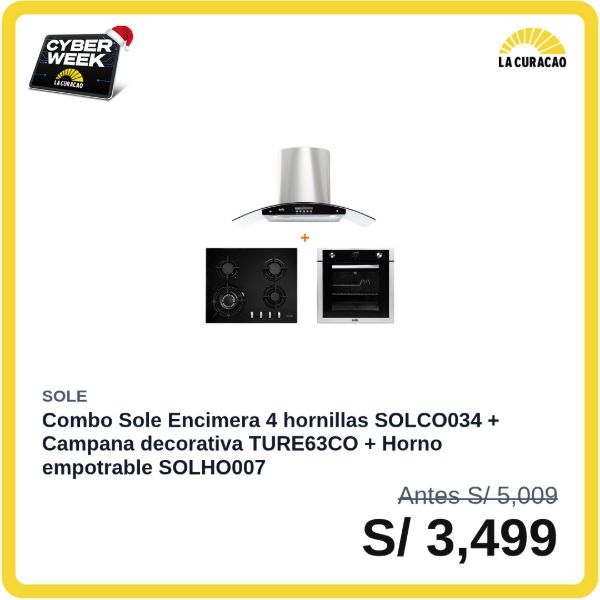 CYBER
WEEK
LA CURACAO
LA CURACAO
+
SOLE
Combo Sole Encimera 4 hornillas SOLCO034 +
Campana decorativa TURE63CO + Horno
empotrable SOLHO007
Antes S/ 5,009
S/ 3,499